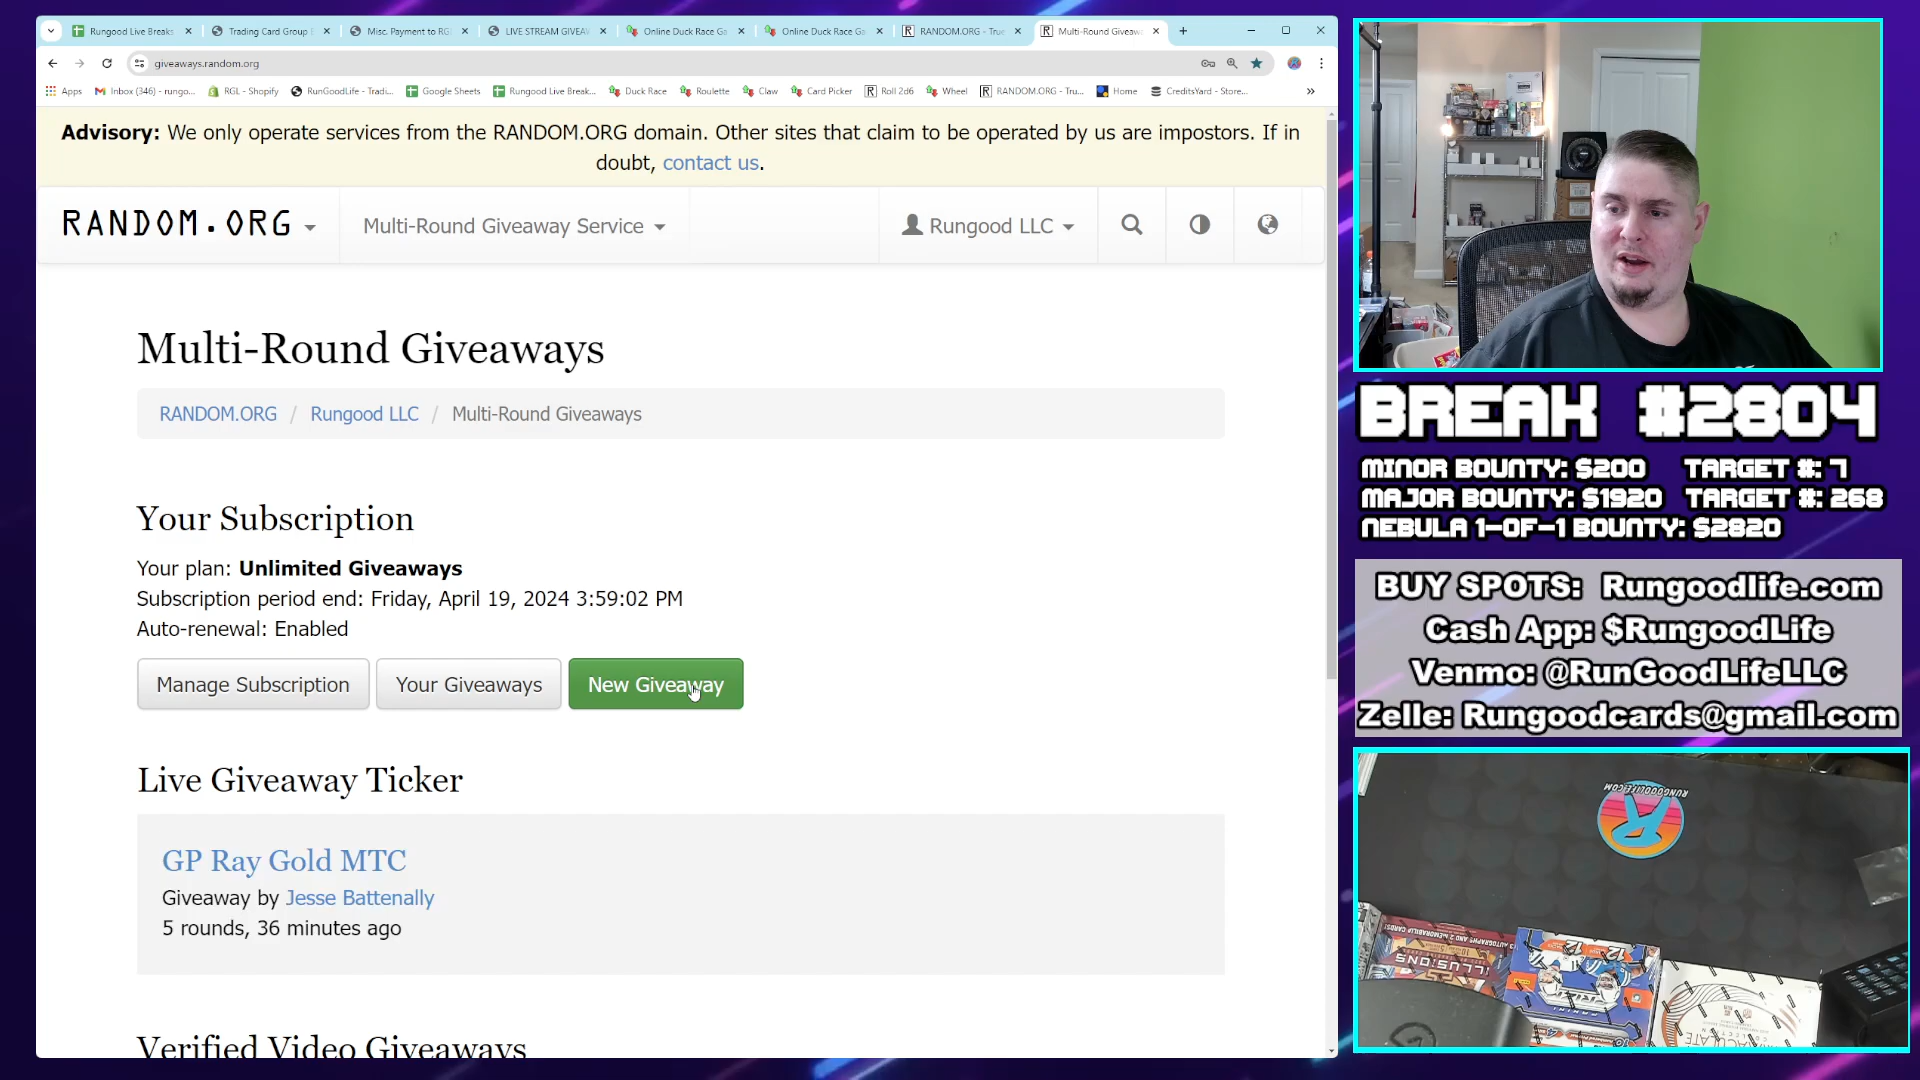 Rungood Live Breaks
Trading Card Group
Misc. Payment to RG
LIVE STREAM GIVEA
Online Duck Race Ga
Online Duck Race Ga
RANDOM.ORG - True
Multi-Round Giveaw
giveaways.random.org
Apps
Inbox (346) - rungo...
RGL - Shopify
RunGoodLife - Tradi...
Google Sheets
Rungood Live Break...
Duck Race
Roulette
Claw
Card Picker
Roll 2d6
Wheel
RANDOM.ORG - Tru...
Home
CreditsYard - Store...
Advisory: We only operate services from the RANDOM.ORG domain. Other sites that claim to be operated by us are impostors. If in
doubt, contact us.
RANDOM.ORG
Multi-Round Giveaway Service
Rungood LLC
Multi-Round Giveaways
RANDOM.ORG / Rungood LLC / Multi-Round Giveaways
Your Subscription
Your plan: Unlimited Giveaways
Subscription period end: Friday, April 19, 2024 3:59:02 PM
Auto-renewal: Enabled
Manage Subscription
Your Giveaways
New Giveaway
Live Giveaway Ticker
GP Ray Gold MTC
Giveaway by Jesse Battenally
5 rounds, 36 minutes ago
Verified Video Giveaways
BREAK #2804
MINOR BOUNTY: $200 TARGET #: 7
MAJOR BOUNTY: $1920 TARGET #: 268
NEBULA 1-OF-1 BOUNTY: $2820
BUY SPOTS: Rungoodlife.com
Cash App: $RungoodLife
Venmo: @RunGoodLifeLLC
Zelle: Rungoodcards@gmail.com
RUNGOODLIFE.COM
R
ILLUSIONS
12
12
PRIZM
PANINI